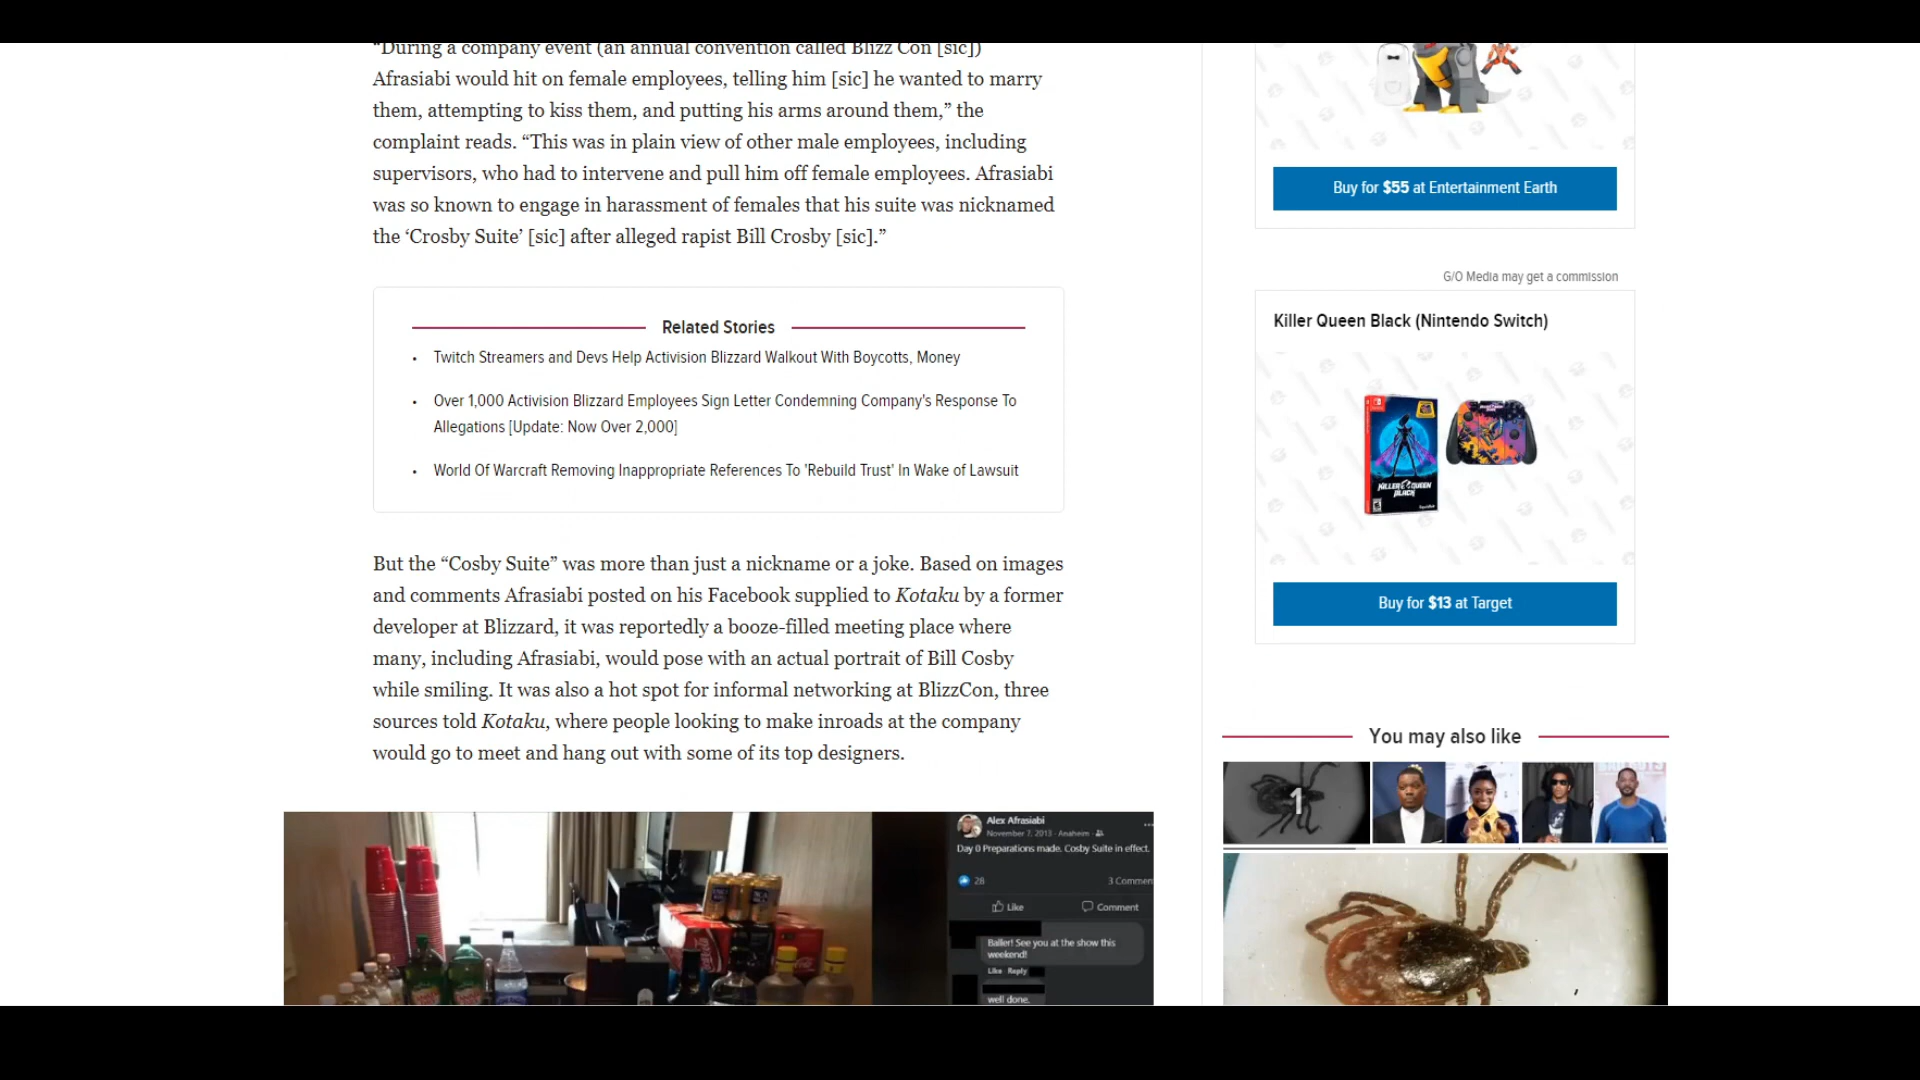 “During a company event (an annual convention called Blizz Con [sic])
Afrasiabi would hit on female employees, telling him [sic] he wanted to marry
them, attempting to kiss them, and putting his arms around them,” the
complaint reads. “This was in plain view of other male employees, including
supervisors, who had to intervene and pull him off female employees. Afrasiabi
was so known to engage in harassment of females that his suite was nicknamed
the ‘Crosby Suite’ [sic] after alleged rapist Bill Crosby [sic].”
Related Stories
• Twitch Streamers and Devs Help Activision Blizzard Walkout With Boycotts, Money
• Over 1,000 Activision Blizzard Employees Sign Letter Condemning Company's Response To
Allegations [Update: Now Over 2,000]
• World Of Warcraft Removing Inappropriate References To 'Rebuild Trust' In Wake of Lawsuit
But the “Cosby Suite” was more than just a nickname or a joke. Based on images
and comments Afrasiabi posted on his Facebook supplied to Kotaku by a former
developer at Blizzard, it was reportedly a booze-filled meeting place where
many, including Afrasiabi, would pose with an actual portrait of Bill Cosby
while smiling. It was also a hot spot for informal networking at BlizzCon, three
sources told Kotaku, where people looking to make inroads at the company
would go to meet and hang out with some of its top designers.
Alex Afrasiabi
November 7, 2013 · Anaheim ·
Day 0 Preparations made. Cosby Suite in effect.
28
3 Commen
Like
Comment
Baller! See you at the show this
weekend!
Like · Reply
well done.
Buy for $55 at Entertainment Earth
G/O Media may get a commission
Killer Queen Black (Nintendo Switch)
KILLER QUEEN
BLACK
Buy for $13 at Target
You may also like
1